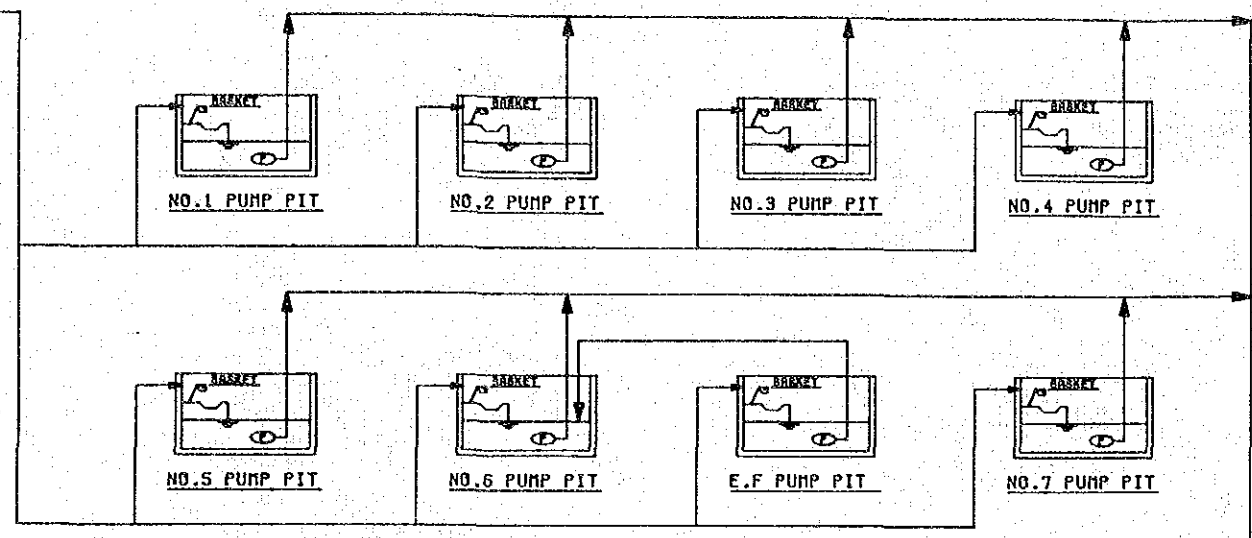 BASKET BASKET BASKET BASKET
P P P P
NO.1 PUMP PIT NO.2 PUMP PIT NO.3 PUMP PIT NO.4 PUMP PIT
BASKET BASKET BASKET BASKET
P P P P
NO.5 PUMP PIT NO.6 PUMP PIT E.F PUMP PIT NO.7 PUMP PIT